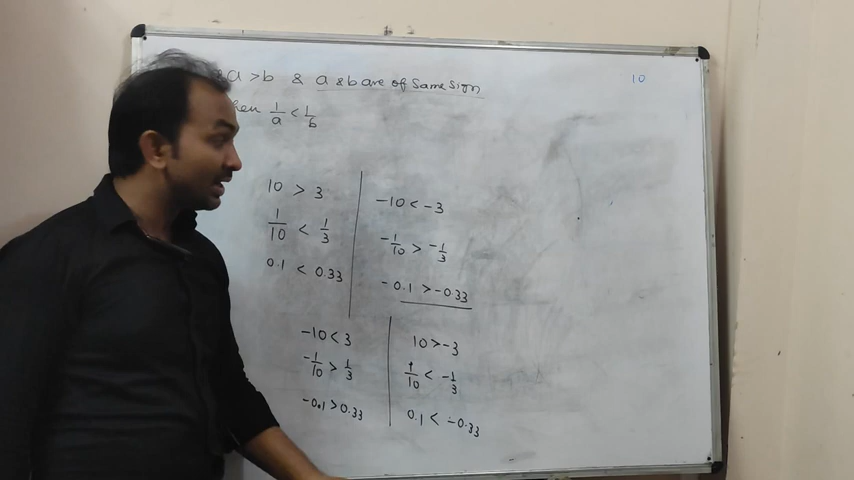 a > b & a & b are of Same Sign
10
1/a < 1/b
10 > 3
1/10 < 1/3
0.1 < 0.33
-10 < -3
-1/10 > -1/3
-0.1 > -0.33
-10 < 3
-1/10 > 1/3
-0.1 > 0.33
10 > -3
1/10 < -1/3
0.1 < -0.33